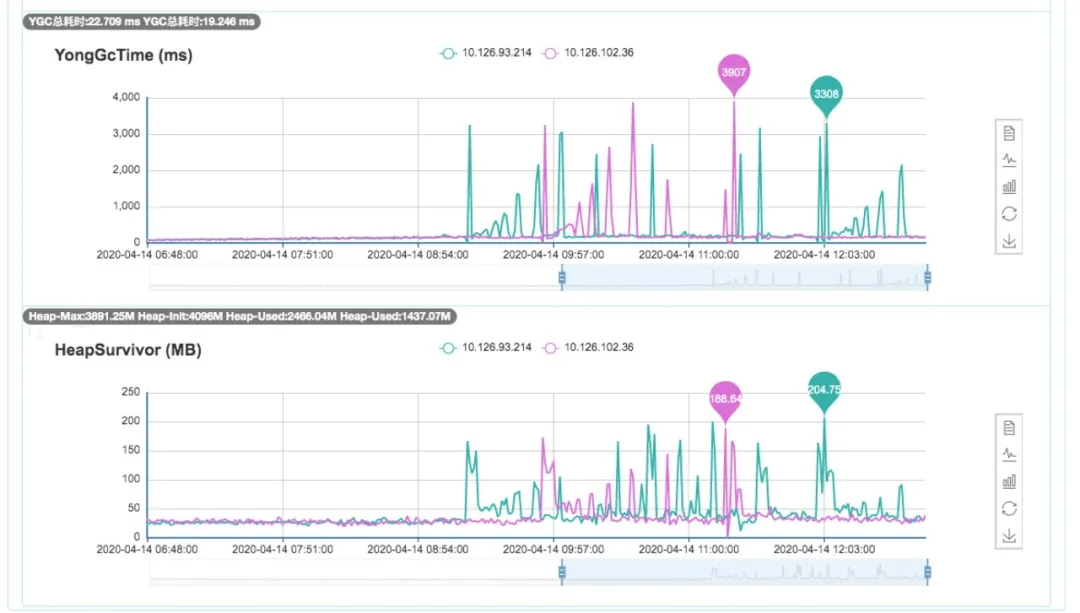 YGC总耗时:22.709 ms YGC总耗时:19.246 ms
YongGcTime (ms)
10.126.93.214 10.126.102.36
3907
3308
4,000
3,000
2,000
1,000
0
2020-04-14 06:48:00 2020-04-14 07:51:00 2020-04-14 08:54:00 2020-04-14 09:57:00 2020-04-14 11:00:00 2020-04-14 12:03:00
Heap-Max:3891.25M Heap-Init:4096M Heap-Used:2466.04M Heap-Used:1437.07M
HeapSurvivor (MB)
10.126.93.214 10.126.102.36
188.64
204.75
250
200
150
100
50
0
2020-04-14 06:48:00 2020-04-14 07:51:00 2020-04-14 08:54:00 2020-04-14 09:57:00 2020-04-14 11:00:00 2020-04-14 12:03:00